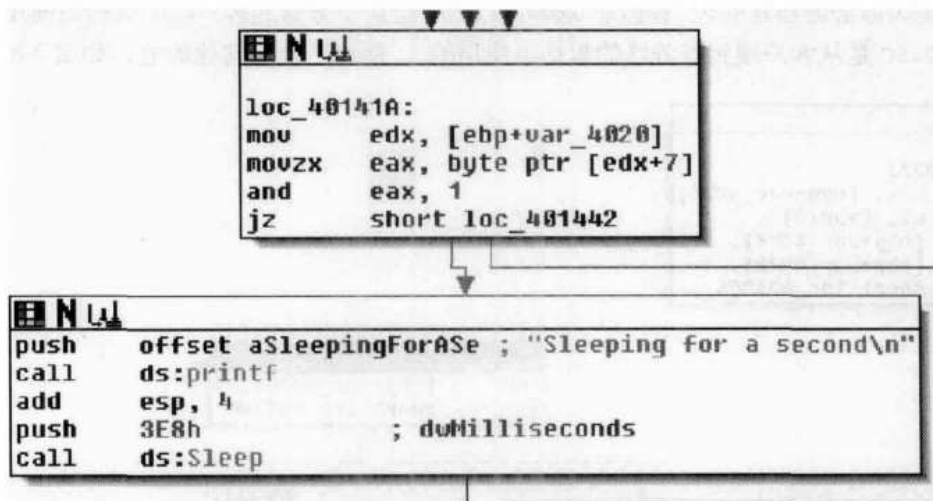 N
loc_40141A:
mov edx, [ebp+var_4020]
movzx eax, byte ptr [edx+7]
and eax, 1
jz short loc_401442
N
push offset aSleepingForASe ; "Sleeping for a second\n"
call ds:printf
add esp, 4
push 3E8h ; dwMilliseconds
call ds:Sleep